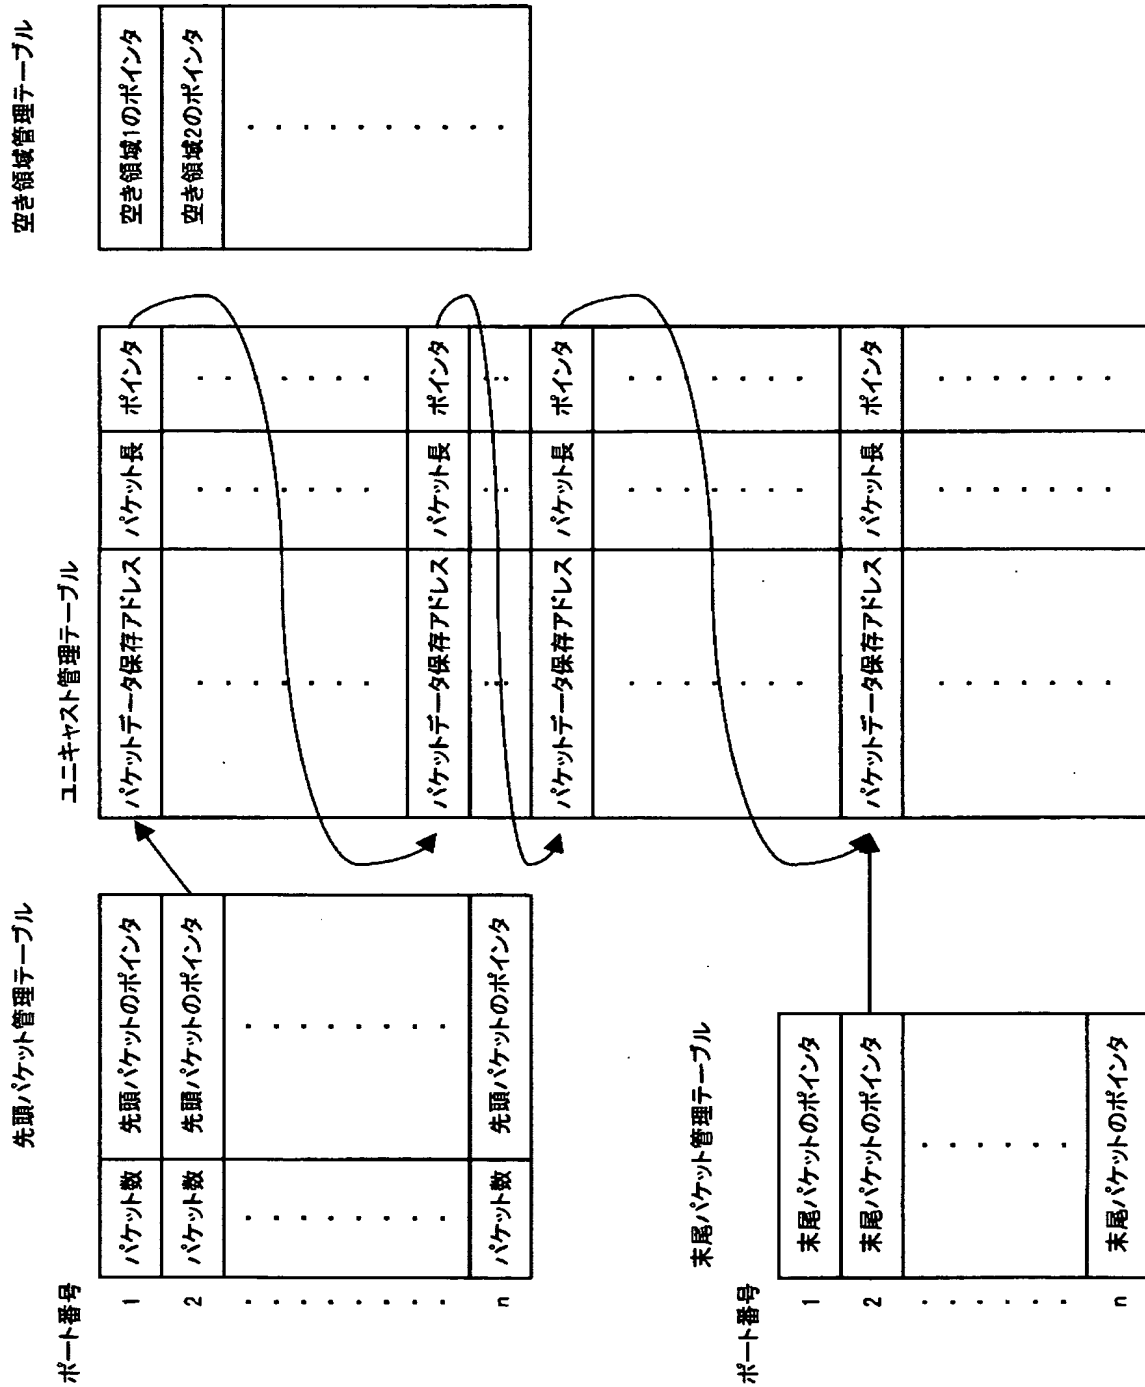 先頭パケット管理テーブル
ポート番号
1 パケット数 先頭パケットのポインタ
2 パケット数 先頭パケットのポインタ
n パケット数 先頭パケットのポインタ
末尾パケット管理テーブル
ポート番号
1 末尾パケットのポインタ
2 末尾パケットのポインタ
n 末尾パケットのポインタ
ユニキャスト管理テーブル
パケットデータ保存アドレス パケット長 ポインタ
パケットデータ保存アドレス パケット長 ポインタ
パケットデータ保存アドレス パケット長 ポインタ
パケットデータ保存アドレス パケット長 ポインタ
空き領域管理テーブル
空き領域1のポインタ
空き領域2のポインタ